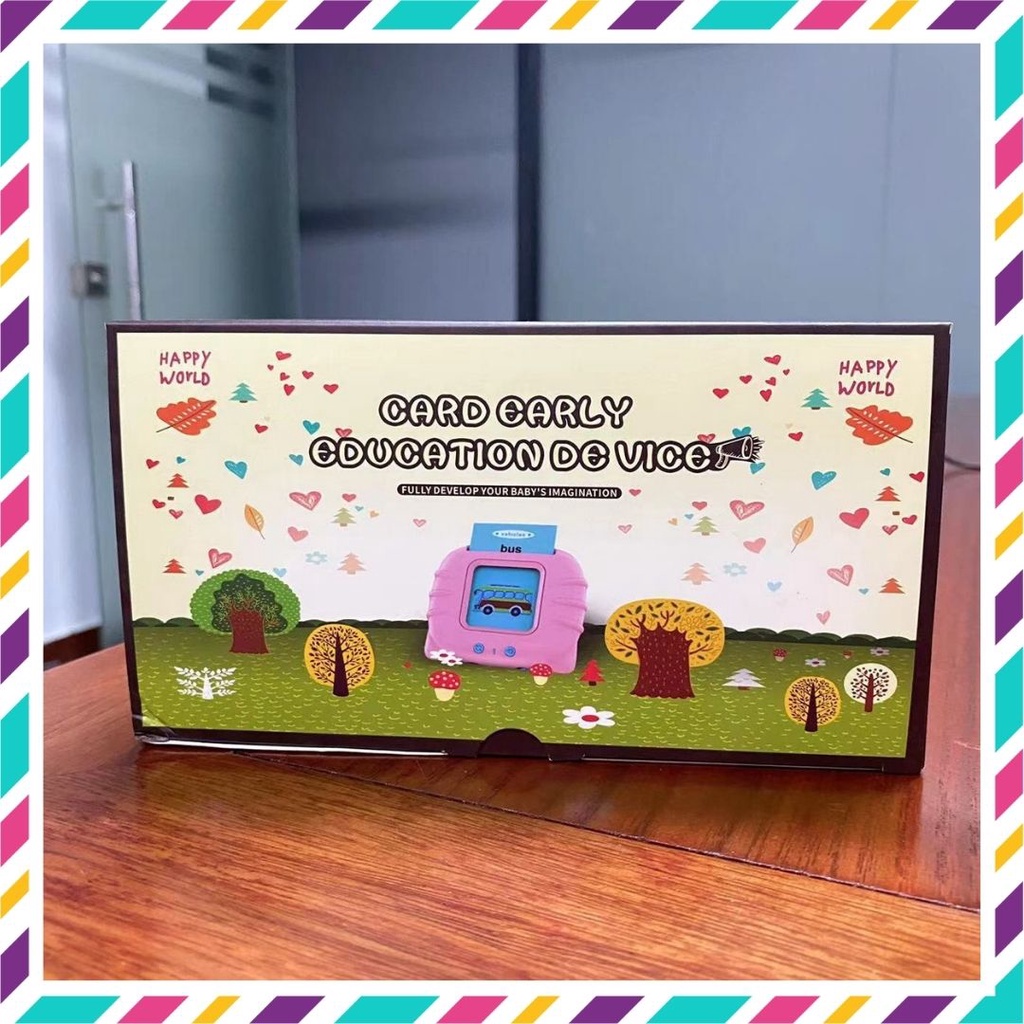 HAPPY
WORLD
HAPPY
WORLD
CARD EARLY
EDUCATION DE VICE
FULLY DEVELOP YOUR BABY'S IMAGINATION
vehicles
bus